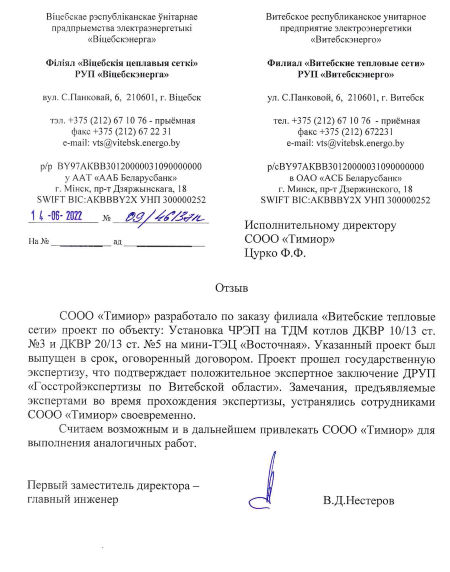 Віцебскае рэспубліканскае ўнітарнае
прадпрыемства электраэнергетыкі
«Віцебскэнерга»
Філіял «Віцебскія цеплавыя сеткі»
РУП «Віцебскэнерга»
вул. С.Панковай, 6, 210601, г. Віцебск
тэл. +375 (212) 67 10 76 - прыёмная
факс +375 (212) 67 22 31
e-mail: vts@vitebsk.energo.by
р/р BY97AKBB30120000031090000000
у ААТ «ААБ Беларусбанк»
г. Мінск, пр-т Дзяржынскага, 18
SWIFT BIC:AKBBBY2X УНП 300000252
14 -06- 2022 № 09/4613дп
На № ад
Витебское республиканское унитарное
предприятие электроэнергетики
«Витебскэнерго»
Филиал «Витебские тепловые сети»
РУП «Витебскэнерго»
ул. С.Панковой, 6, 210601, г. Витебск
тел. +375 (212) 67 10 76 - приемная
факс +375 (212) 672231
e-mail: vts@vitebsk.energo.by
р/сBY97AKBB30120000031090000000
в ОАО «АСБ Беларусбанк»
г. Минск, пр-т Дзержинского, 18
SWIFT BIC:AKBBBY2X УНП 300000252
Исполнительному директору
СООО «Тимиор»
Цурко Ф.Ф.
Отзыв
СООО «Тимиор» разработало по заказу филиала «Витебские тепловые
сети» проект по объекту: Установка ЧРЭП на ТДМ котлов ДКВР 10/13 ст.
№3 и ДКВР 20/13 ст. №5 на мини-ТЭЦ «Восточная». Указанный проект был
выпущен в срок, оговоренный договором. Проект прошел государственную
экспертизу, что подтверждает положительное экспертное заключение ДРУП
«Госстройэкспертизы по Витебской области». Замечания, предъявляемые
экспертами во время прохождения экспертизы, устранялись сотрудниками
СООО «Тимиор» своевременно.
Считаем возможным и в дальнейшем привлекать СООО «Тимиор» для
выполнения аналогичных работ.
Первый заместитель директора –
главный инженер
В.Д.Нестеров